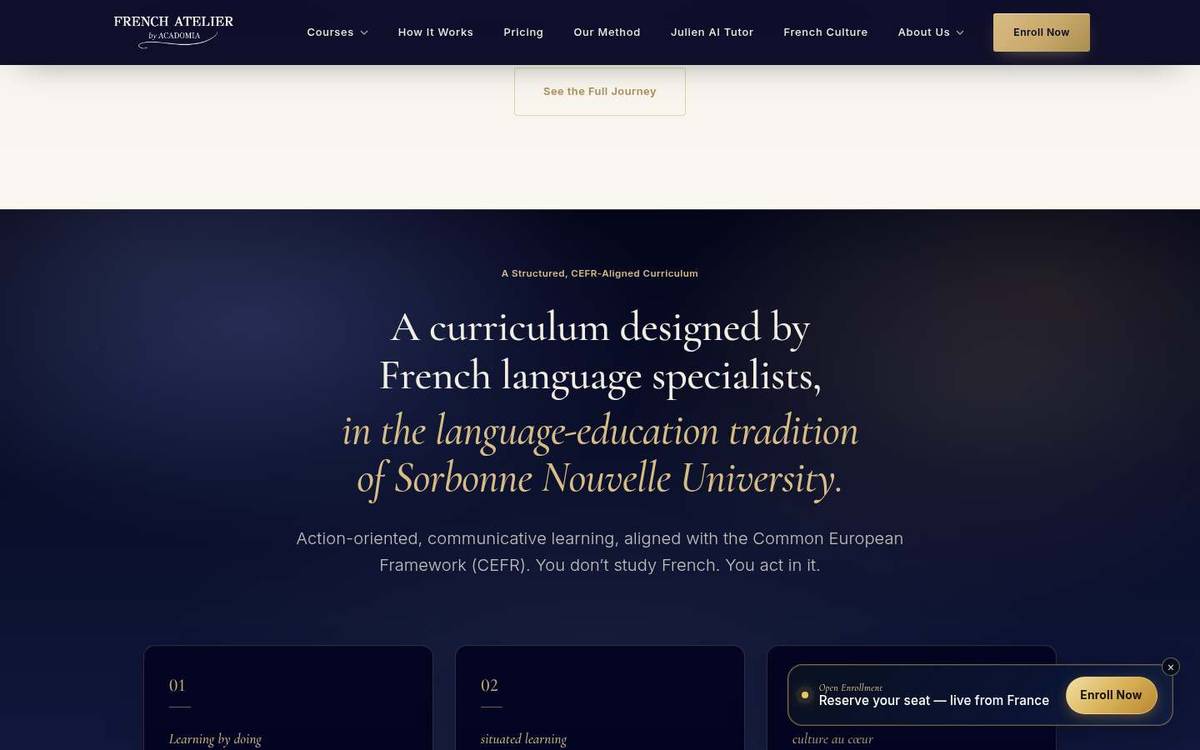 FRENCH ATELIER
by ACADOMIA
Courses
How It Works
Pricing
Our Method
Julien AI Tutor
French Culture
About Us
Enroll Now
See the Full Journey
A Structured, CEFR-Aligned Curriculum
A curriculum designed by
French language specialists,
in the language-education tradition
of Sorbonne Nouvelle University.
Action-oriented, communicative learning, aligned with the Common European
Framework (CEFR). You don’t study French. You act in it.
01
Learning by doing
02
situated learning
culture au cœur
Open Enrollment
Reserve your seat — live from France
Enroll Now